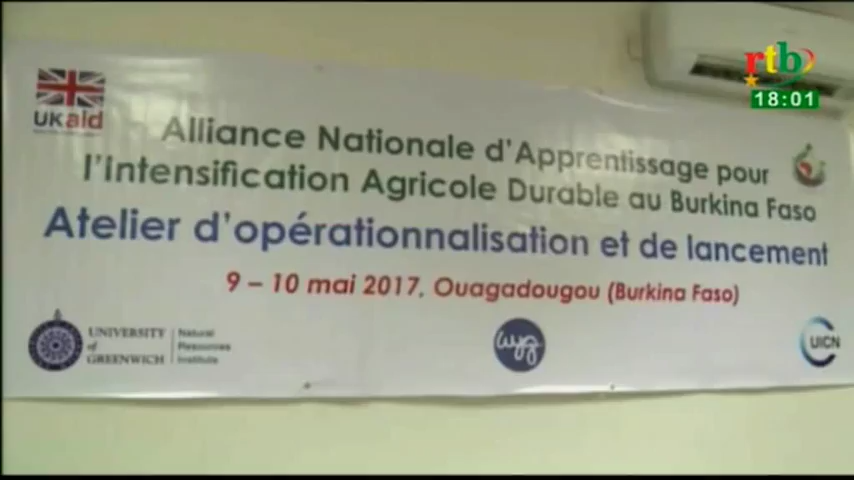 rtb
18:01
UKaid
Alliance Nationale d'Apprentissage pour
l'Intensification Agricole Durable au Burkina Faso
Atelier d'opérationnalisation et de lancement
9 – 10 mai 2017, Ouagadougou (Burkina Faso)
UNIVERSITY
of
GREENWICH
Natural
Resources
Institute
wyg
UICN